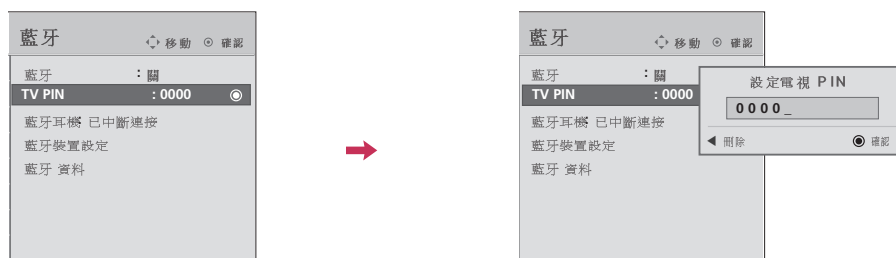 藍牙 移動 確認
藍牙 : 關
TV PIN : 0000
藍牙耳機: 已中斷連接
藍牙裝置設定
藍牙 資料
藍牙 移動 確認
藍牙 : 關
TV PIN : 0000
藍牙耳機: 已中斷連接
藍牙裝置設定
藍牙 資料
設定電視 PIN
0000_
刪除 確認